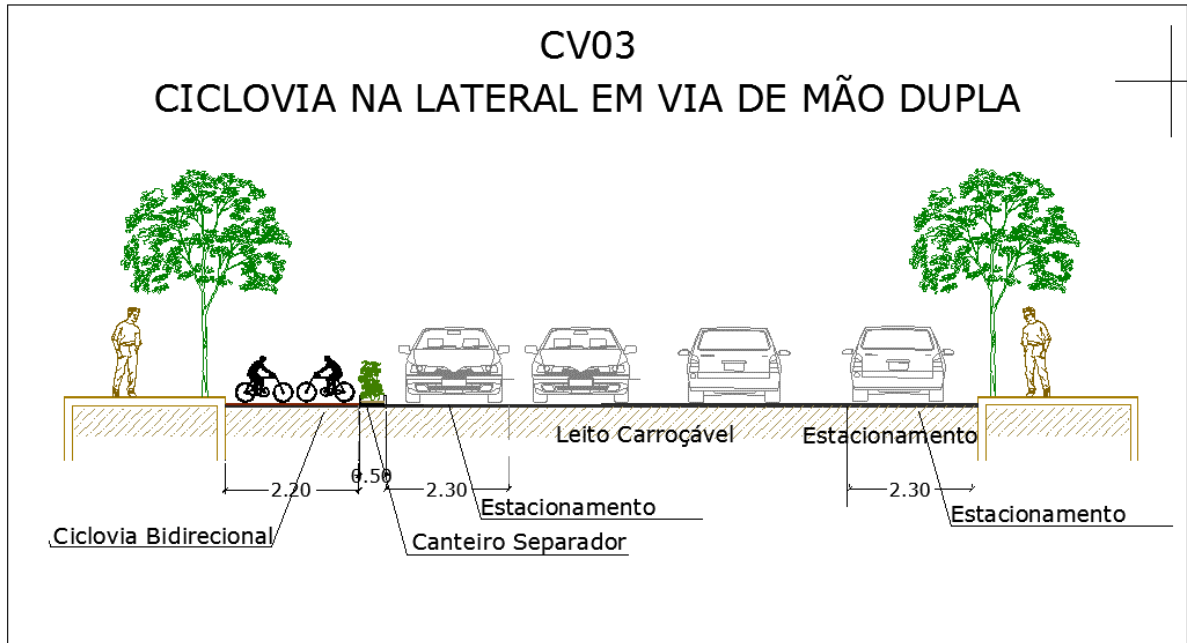 CV03
CICLOVIA NA LATERAL EM VIA DE MÃO DUPLA
Leito Carroçável
Estacionamento
0.50
2.20
2.30
2.30
Estacionamento
Estacionamento
Ciclovia Bidirecional
Canteiro Separador